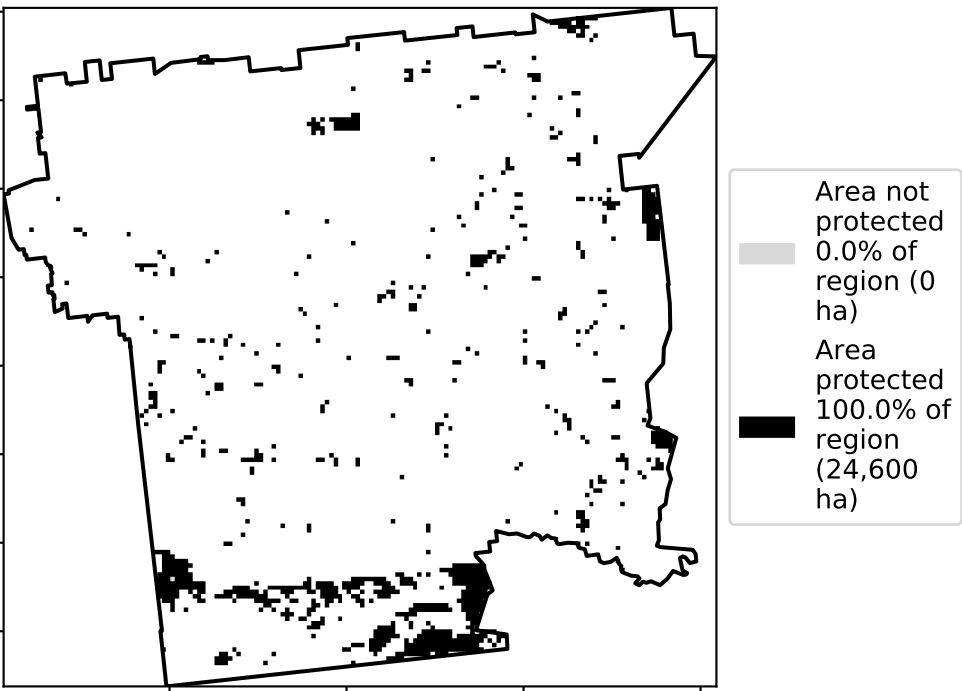 Area not
protected
0.0% of
region (0
ha)
Area
protected
100.0% of
region
(24,600
ha)